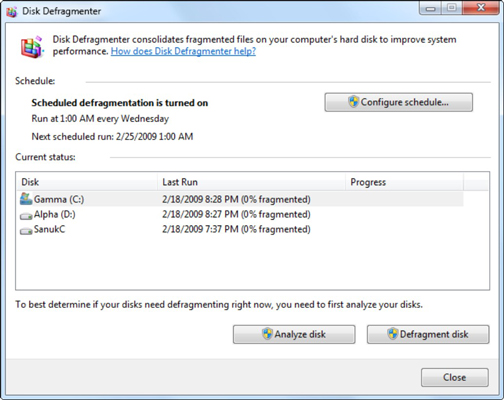 Disk Defragmenter
Disk Defragmenter consolidates fragmented files on your computer's hard disk to improve system
performance. How does Disk Defragmenter help?
Schedule:
Scheduled defragmentation is turned on
Configure schedule...
Run at 1:00 AM every Wednesday
Next scheduled run: 2/25/2009 1:00 AM
Current status:
Disk Last Run Progress
Gamma (C:) 2/18/2009 8:28 PM (0% fragmented)
Alpha (D:) 2/18/2009 8:27 PM (0% fragmented)
SanukC 2/18/2009 7:37 PM (0% fragmented)
To best determine if your disks need defragmenting right now, you need to first analyze your disks.
Analyze disk Defragment disk
Close